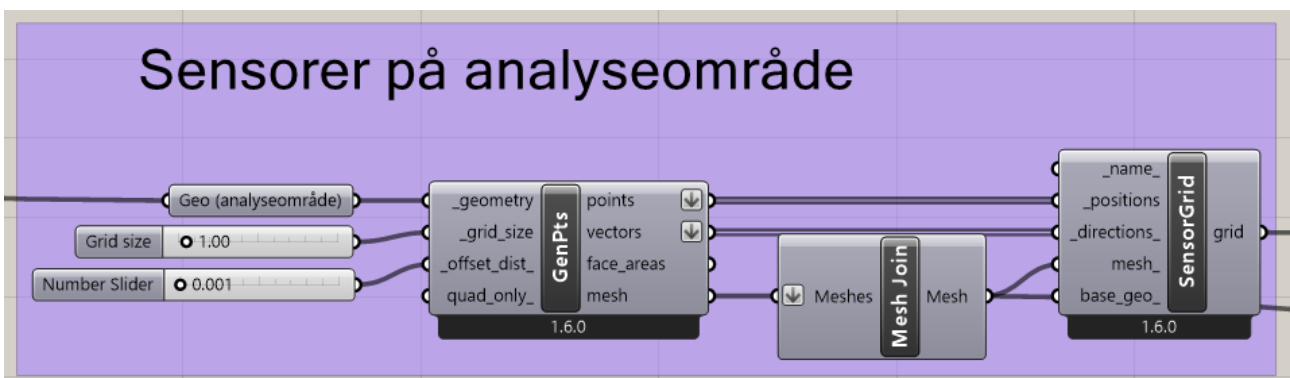 Sensorer på analyseområde
Geo (analyseområde)
Grid size
1.00
Number Slider
0.001
_geometry
_grid_size
_offset_dist_
quad_only_
GenPts
points
vectors
face_areas
mesh
1.6.0
Meshes
Mesh Join
Mesh
_name_
_positions
_directions_
mesh_
base_geo_
SensorGrid
grid
1.6.0